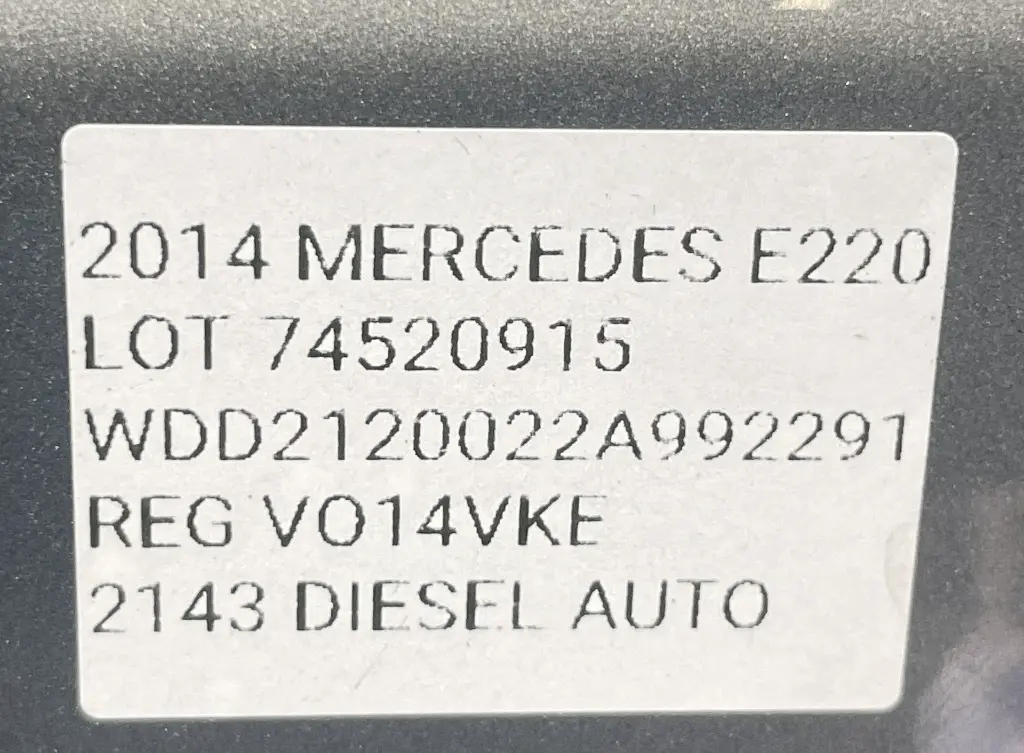 2014 MERCEDES E220
LOT 74520915
WDD2120022A992291
REG VO14VKE
2143 DIESEL AUTO